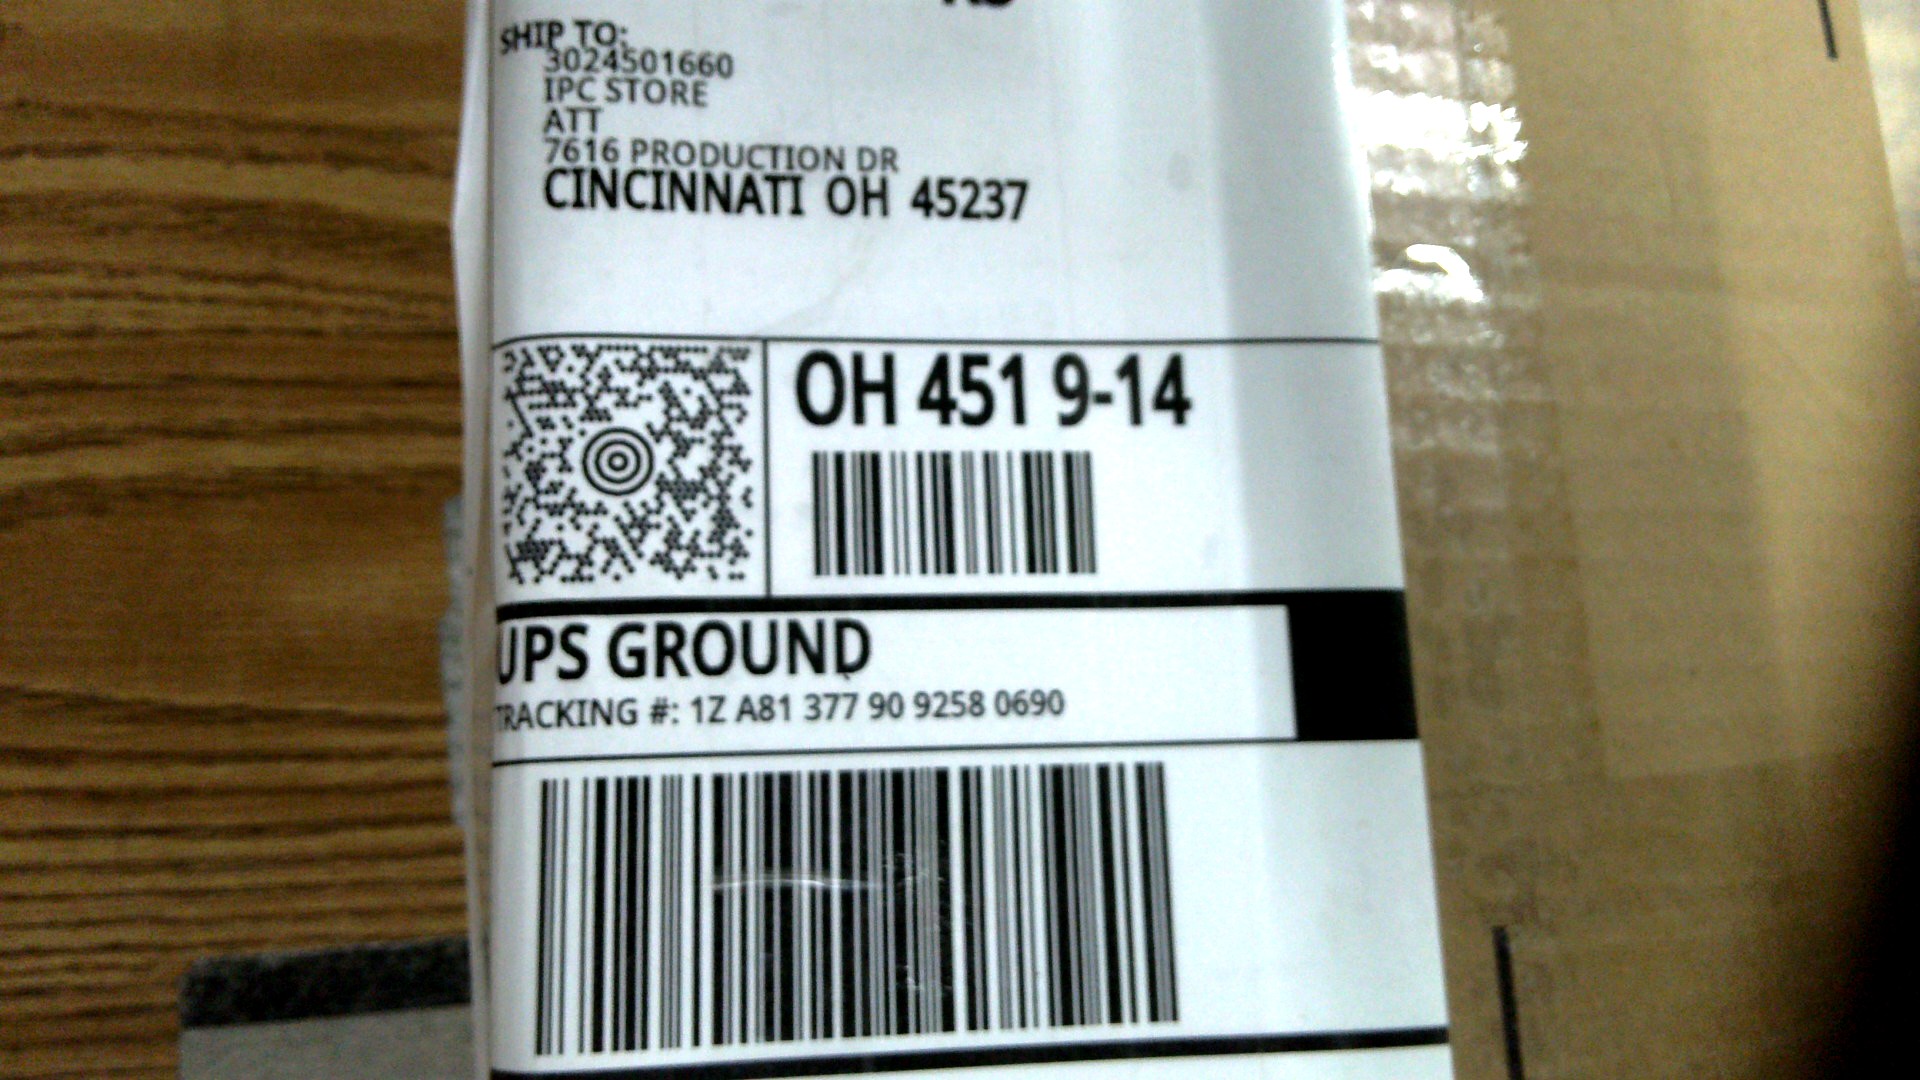 SHIP TO:
3024501660
IPC STORE
ATT
7616 PRODUCTION DR
CINCINNATI OH 45237
OH 451 9-14
UPS GROUND
TRACKING #: 1Z A81 377 90 9258 0690